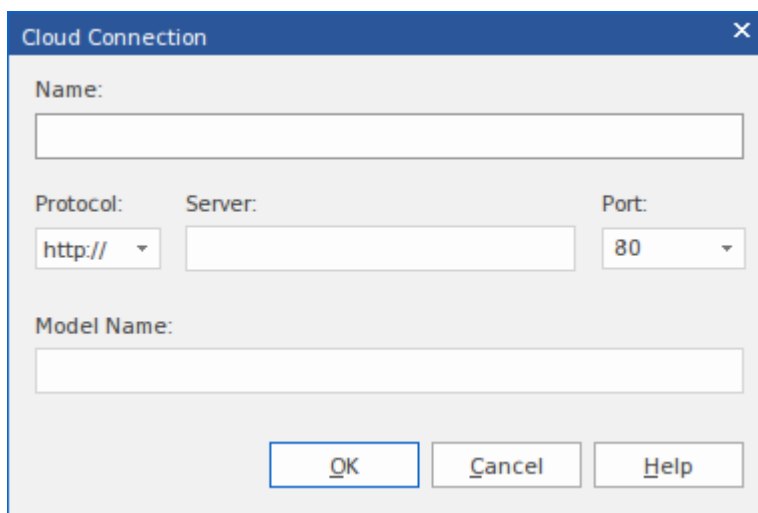 Cloud Connection
Name:
Protocol: Server: Port:
http:// 80
Model Name:
OK Cancel Help